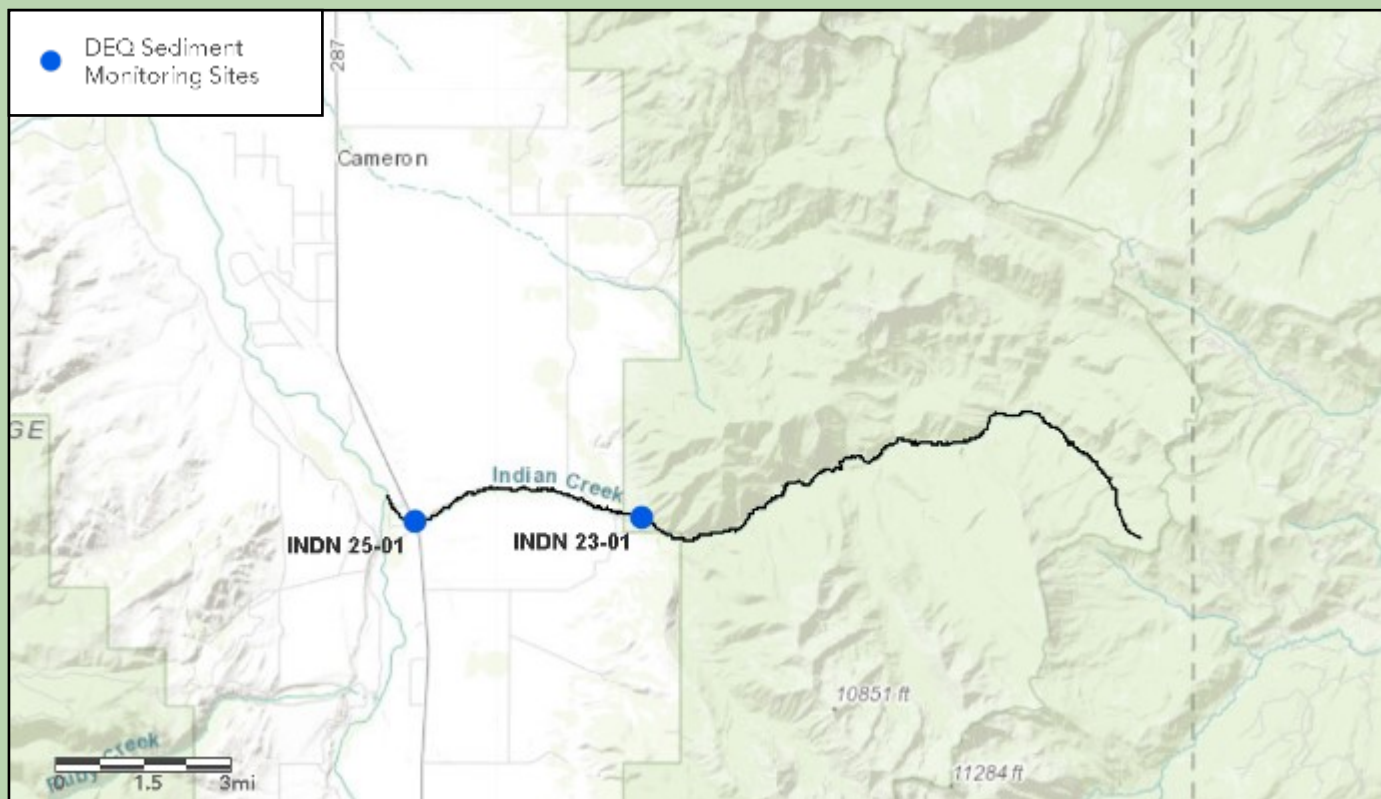 DEQ Sediment
Monitoring Sites
287
Cameron
GE
Indian Creek
INDN 25-01
INDN 23-01
10851 ft
11284 ft
Ruby Creek
0 1.5 3mi